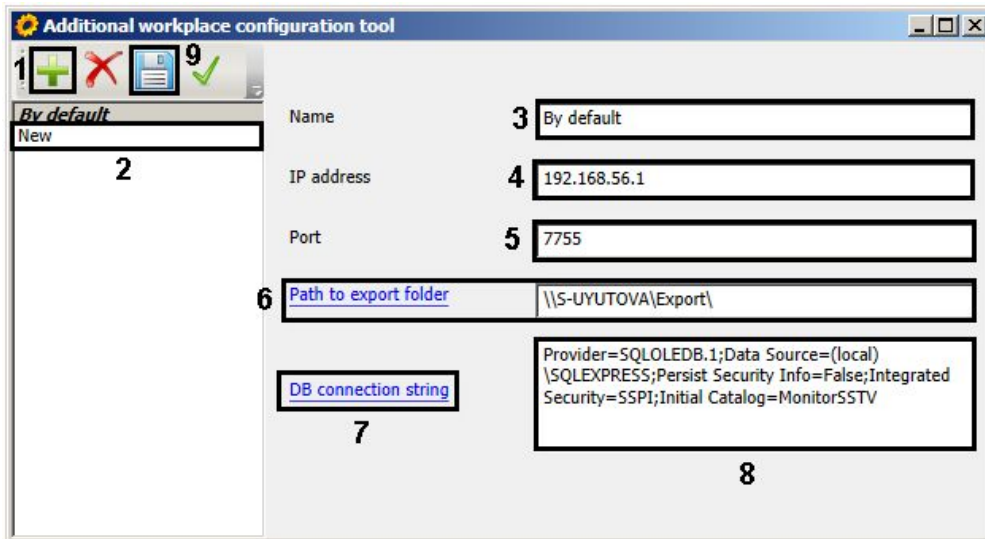 Additional workplace configuration tool
1 9
By default
New
2
Name 3 By default
IP address 4 192.168.56.1
Port 5 7755
6 Path to export folder \\S-UYUTOVA\Export\
DB connection string
7
Provider=SQLOLEDB.1;Data Source=(local)
\SQLEXPRESS;Persist Security Info=False;Integrated
Security=SSPI;Initial Catalog=MonitorSSTV
8